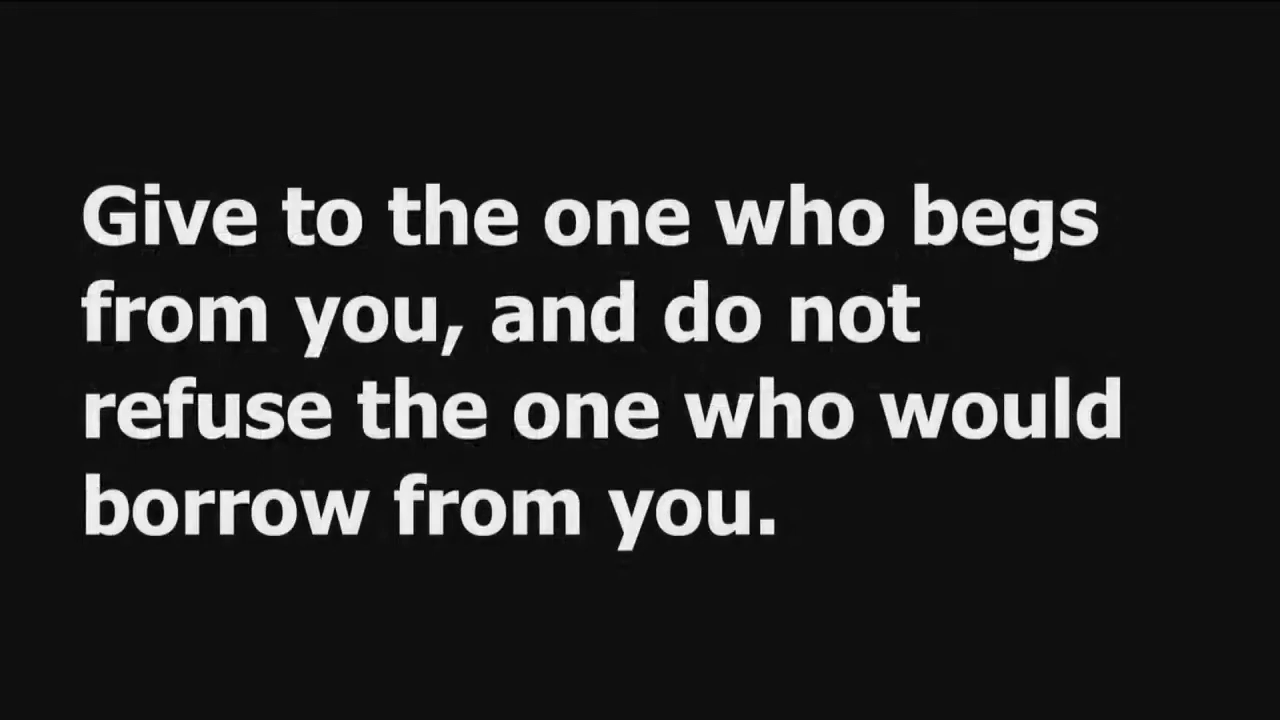 Give to the one who begs
from you, and do not
refuse the one who would
borrow from you.